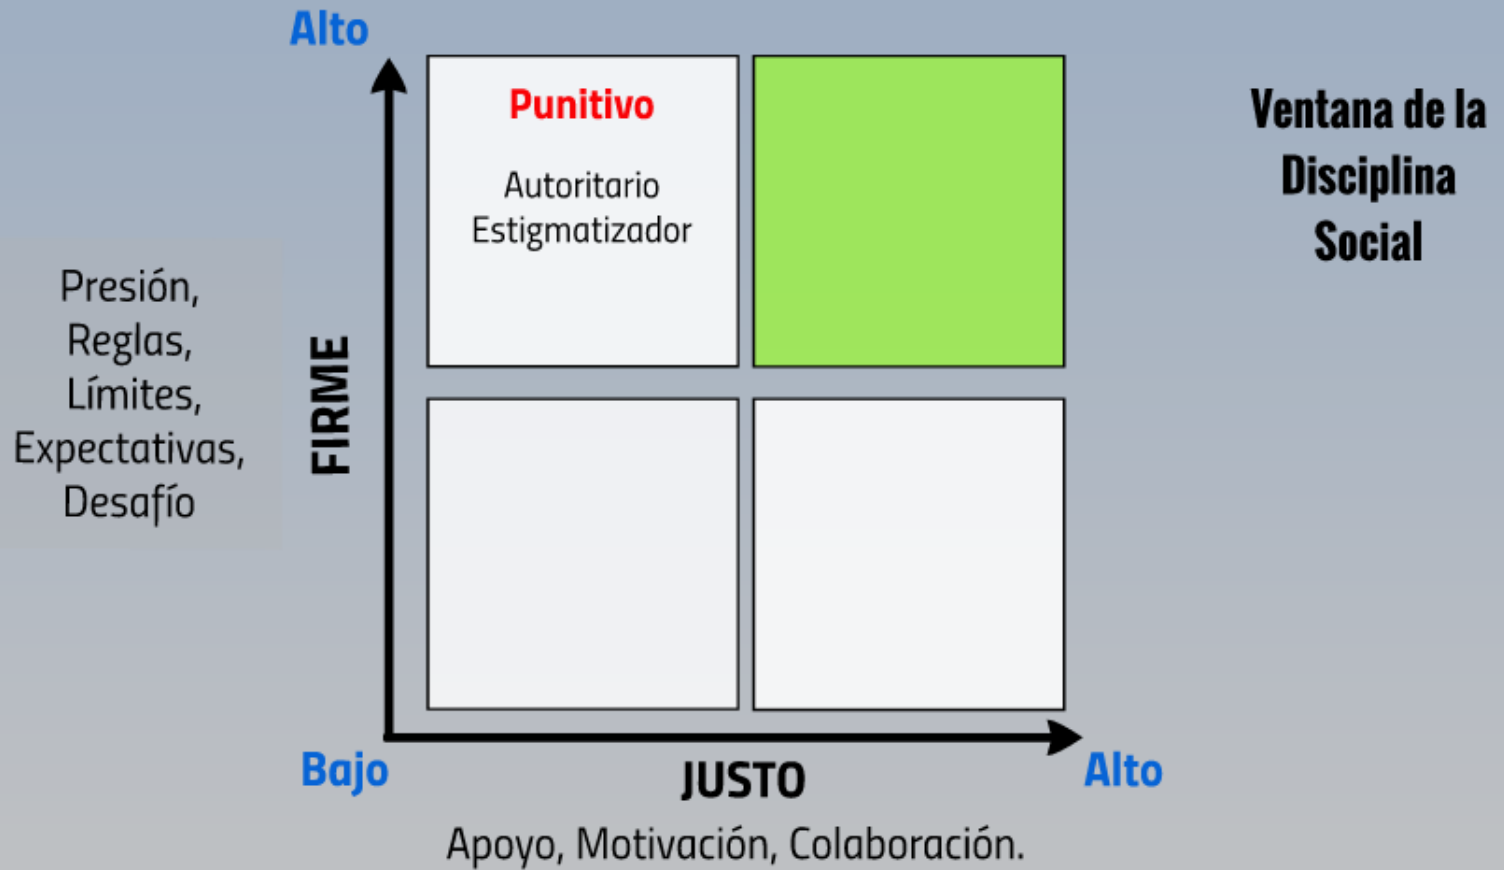 Alto
Punitivo
Autoritario
Estigmatizador
Ventana de la
Disciplina
Social
Presión,
Reglas,
Límites,
Expectativas,
Desafío
FIRME
Bajo
JUSTO
Alto
Apoyo, Motivación, Colaboración.